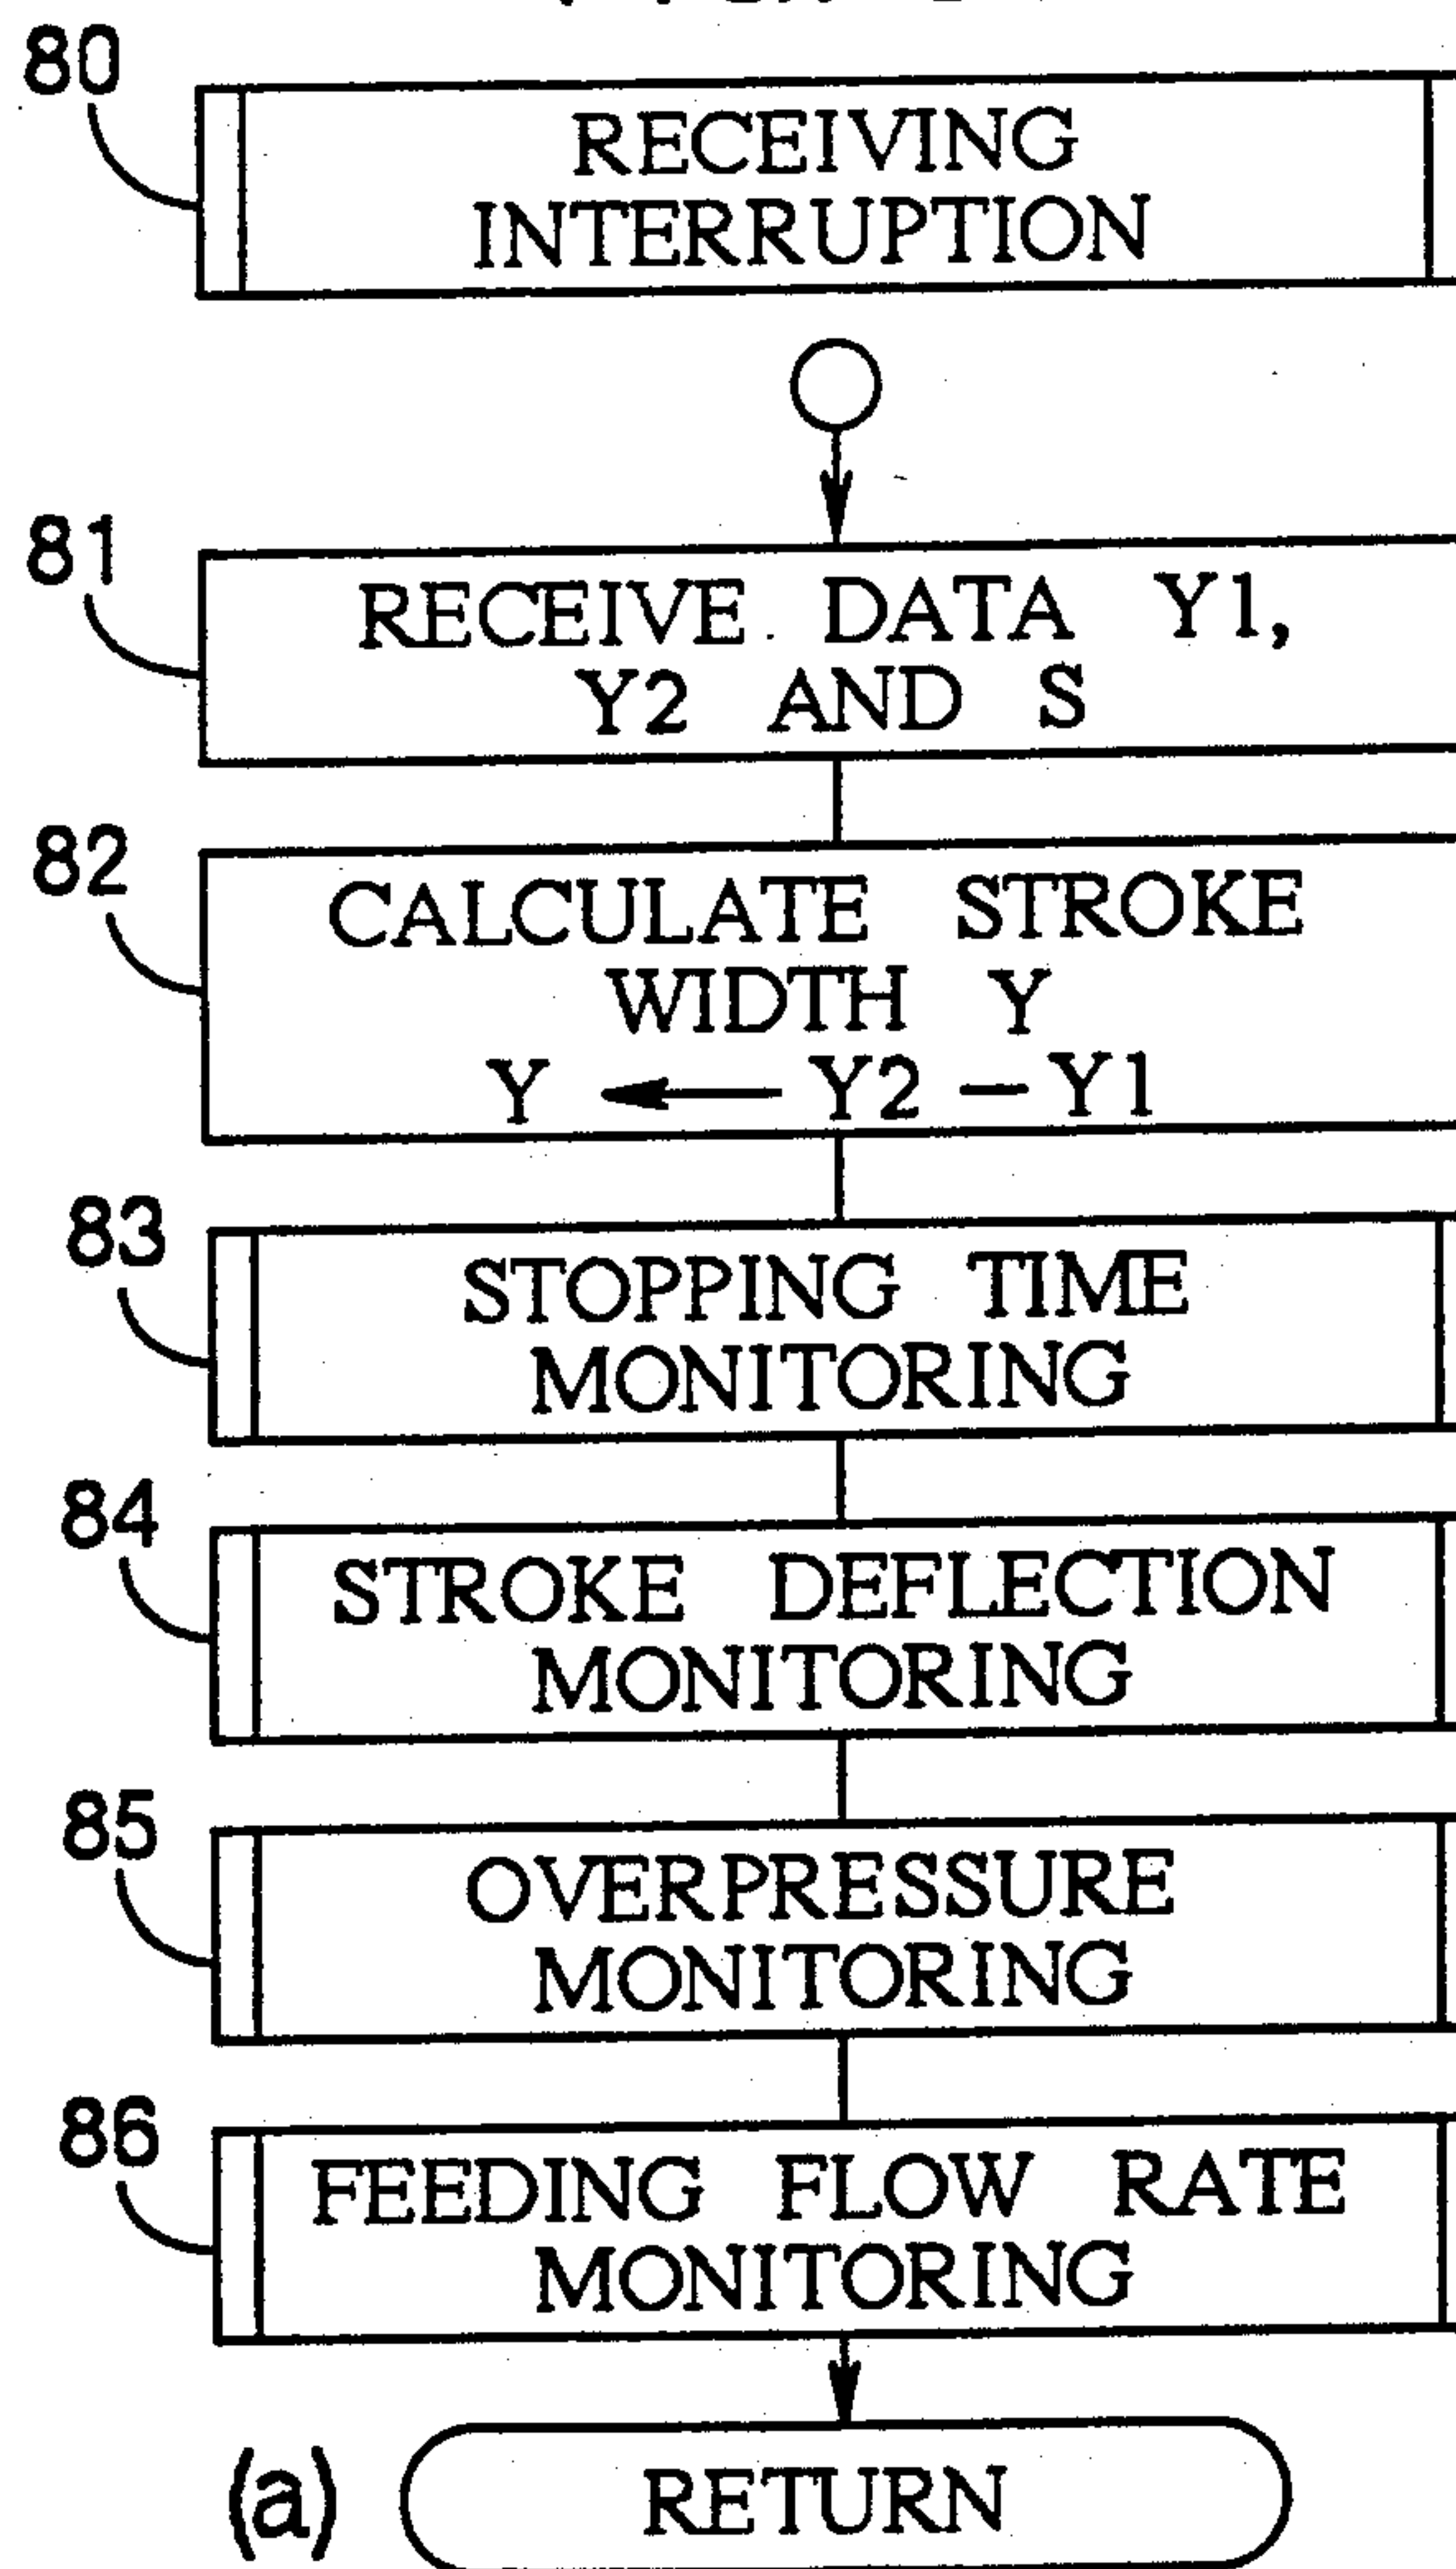 80
RECEIVING
INTERRUPTION
81
RECEIVE DATA Y1,
Y2 AND S
82
CALCULATE STROKE
WIDTH Y
Y ← Y2 – Y1
83
STOPPING TIME
MONITORING
84
STROKE DEFLECTION
MONITORING
85
OVERPRESSURE
MONITORING
86
FEEDING FLOW RATE
MONITORING
(a)
RETURN